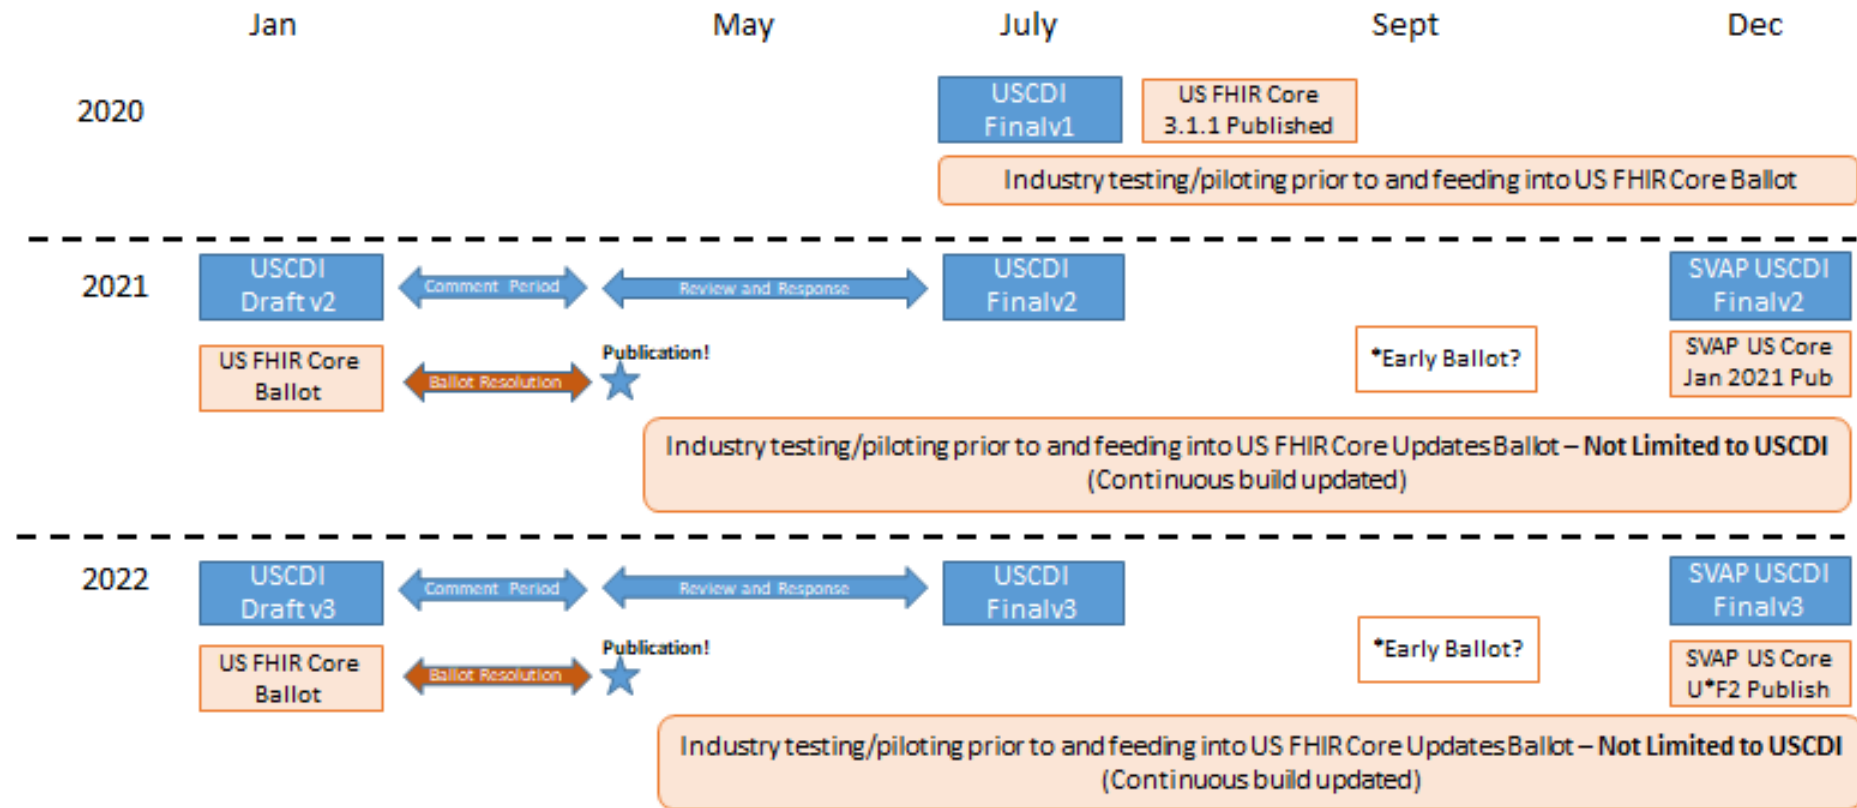 Jan May July Sept Dec
2020
USCDI
Finalv1
US FHIR Core
3.1.1 Published
Industry testing/piloting prior to and feeding into US FHIR Core Ballot
2021
USCDI
Draft v2
Comment Period
Review and Response
USCDI
Finalv2
SVAP USCDI
Finalv2
US FHIR Core
Ballot
Ballot Resolution
Publication!
*Early Ballot?
SVAP US Core
Jan 2021 Pub
Industry testing/piloting prior to and feeding into US FHIR Core Updates Ballot – Not Limited to USCDI
(Continuous build updated)
2022
USCDI
Draft v3
Comment Period
Review and Response
USCDI
Finalv3
SVAP USCDI
Finalv3
US FHIR Core
Ballot
Ballot Resolution
Publication!
*Early Ballot?
SVAP US Core
U*F2 Publish
Industry testing/piloting prior to and feeding into US FHIR Core Updates Ballot – Not Limited to USCDI
(Continuous build updated)